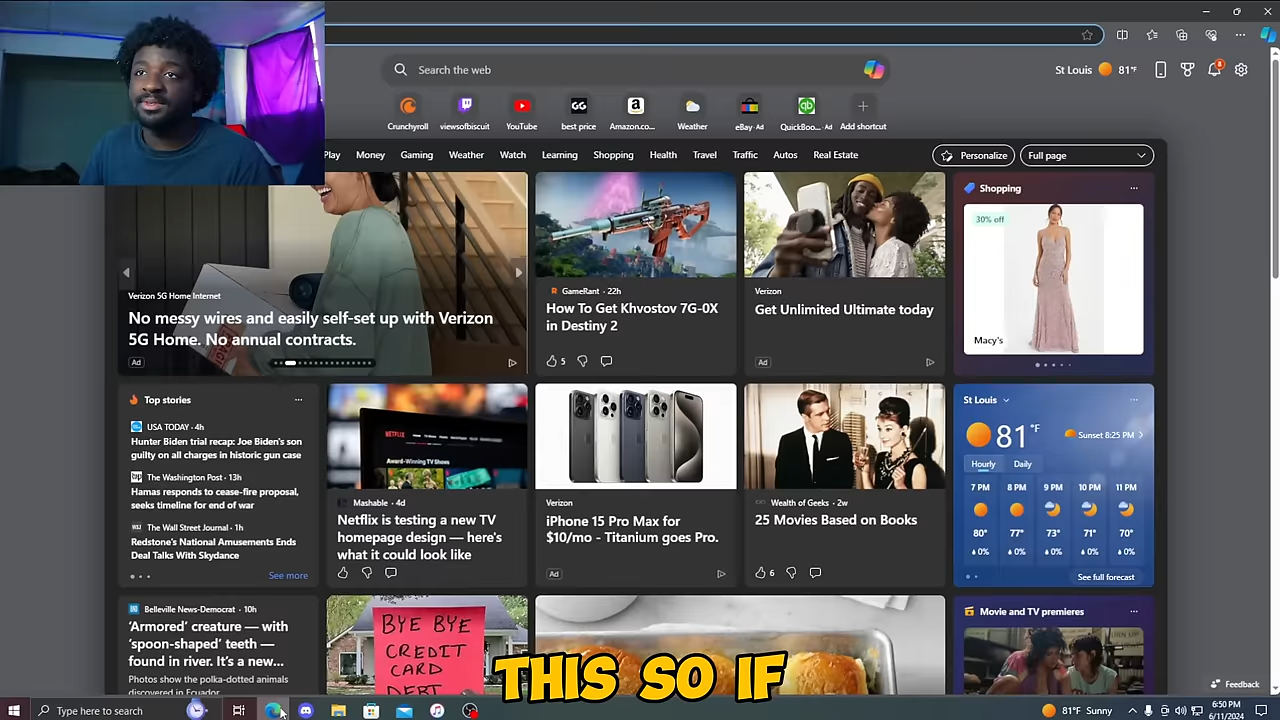 Search the web
St Louis 81°F
8
Crunchyroll
viewsofbiscuit
YouTube
GG
best price
Amazon.co...
Weather
eBay · Ad
QuickBoo... · Ad
Add shortcut
Play
Money
Gaming
Weather
Watch
Learning
Shopping
Health
Travel
Traffic
Autos
Real Estate
Personalize
Full page
Verizon 5G Home Internet
No messy wires and easily self-set up with Verizon
5G Home. No annual contracts.
Ad
GameRant · 22h
How To Get Khvostov 7G-0X
in Destiny 2
5
Verizon
Get Unlimited Ultimate today
Ad
Shopping
30% off
Macy's
Top stories
USA TODAY · 4h
Hunter Biden trial recap: Joe Biden's son
guilty on all charges in historic gun case
The Washington Post · 13h
Hamas responds to cease-fire proposal,
seeks timeline for end of war
WSJ
The Wall Street Journal · 1h
Redstone's National Amusements Ends
Deal Talks With Skydance
See more
NETFLIX
Award-Winning TV Shows
Mashable · 4d
Netflix is testing a new TV
homepage design — here's
what it could look like
Verizon
iPhone 15 Pro Max for
$10/mo - Titanium goes Pro.
Ad
Wealth of Geeks · 2w
25 Movies Based on Books
6
St Louis
81 °F
Sunset 8:25 PM
Hourly
Daily
7 PM 8 PM 9 PM 10 PM 11 PM
80° 77° 73° 71° 70°
0% 0% 0% 0% 0%
See full forecast
Belleville News-Democrat · 10h
‘Armored’ creature — with
‘spoon-shaped’ teeth —
found in river. It's a new...
Photos show the polka-dotted animals
discovered in Ecuador
BYE BYE
CREDIT
CARD
DEBT
Movie and TV premieres
THIS SO IF
Feedback
Type here to search
81°F Sunny
6:50 PM
6/11/2024